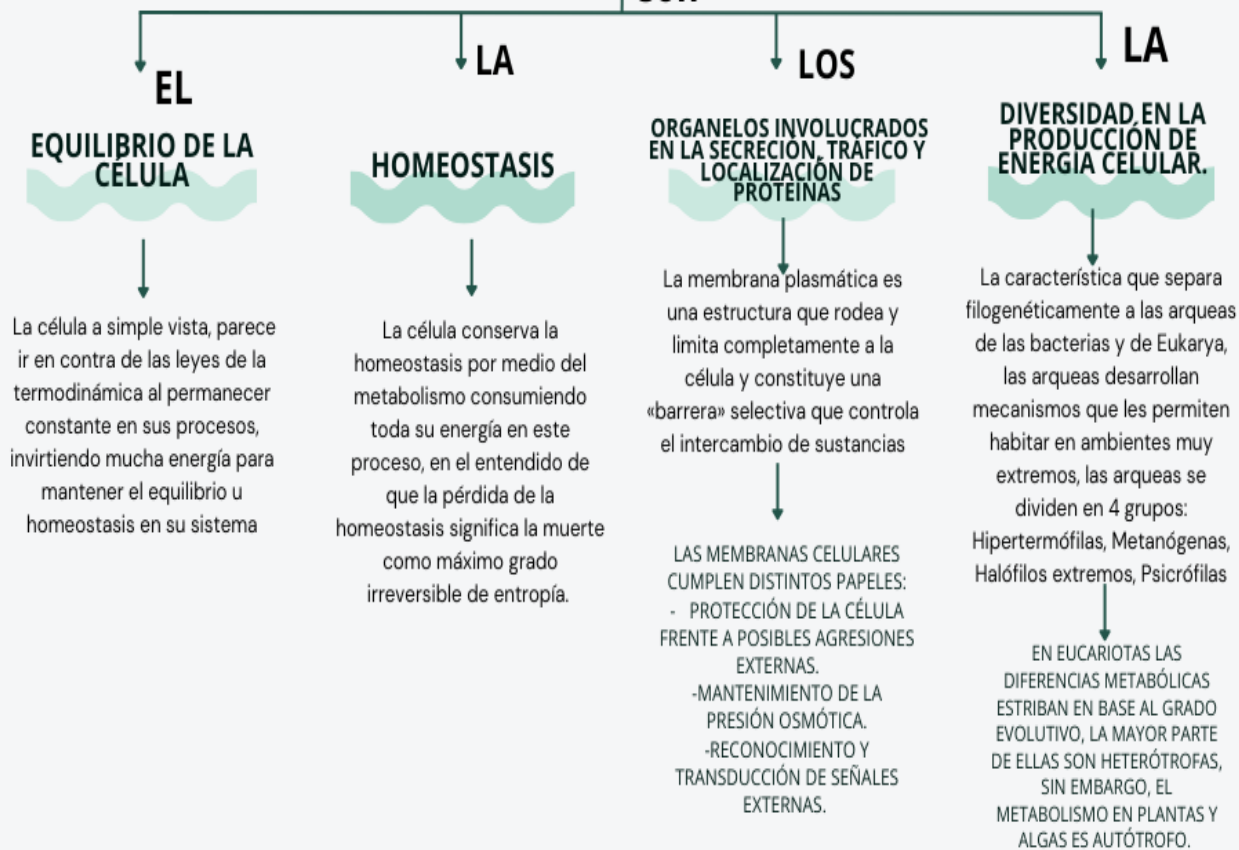 EL
EQUILIBRIO DE LA
CÉLULA
La célula a simple vista, parece
ir en contra de las leyes de la
termodinámica al permanecer
constante en sus procesos,
invirtiendo mucha energía para
mantener el equilibrio u
homeostasis en su sistema
LA
HOMEOSTASIS
La célula conserva la
homeostasis por medio del
metabolismo consumiendo
toda su energía en este
proceso, en el entendido de
que la pérdida de la
homeostasis significa la muerte
como máximo grado
irreversible de entropía.
LOS
ORGANELOS INVOLUCRADOS
EN LA SECRECIÓN, TRÁFICO Y
LOCALIZACIÓN DE
PROTEÍNAS
La membrana plasmática es
una estructura que rodea y
limita completamente a la
célula y constituye una
«barrera» selectiva que controla
el intercambio de sustancias
LAS MEMBRANAS CELULARES
CUMPLEN DISTINTOS PAPELES:
- PROTECCIÓN DE LA CÉLULA
FRENTE A POSIBLES AGRESIONES
EXTERNAS.
-MANTENIMIENTO DE LA
PRESIÓN OSMÓTICA.
-RECONOCIMIENTO Y
TRANSDUCCIÓN DE SEÑALES
EXTERNAS.
LA
DIVERSIDAD EN LA
PRODUCCIÓN DE
ENERGÍA CELULAR.
La característica que separa
filogenéticamente a las arqueas
de las bacterias y de Eukarya,
las arqueas desarrollan
mecanismos que les permiten
habitar en ambientes muy
extremos, las arqueas se
dividen en 4 grupos:
Hipertermófilas, Metanógenas,
Halófilos extremos, Psicrófilas
EN EUCARIOTAS LAS
DIFERENCIAS METABÓLICAS
ESTRIBAN EN BASE AL GRADO
EVOLUTIVO, LA MAYOR PARTE
DE ELLAS SON HETERÓTROFAS,
SIN EMBARGO, EL
METABOLISMO EN PLANTAS Y
ALGAS ES AUTÓTROFO.